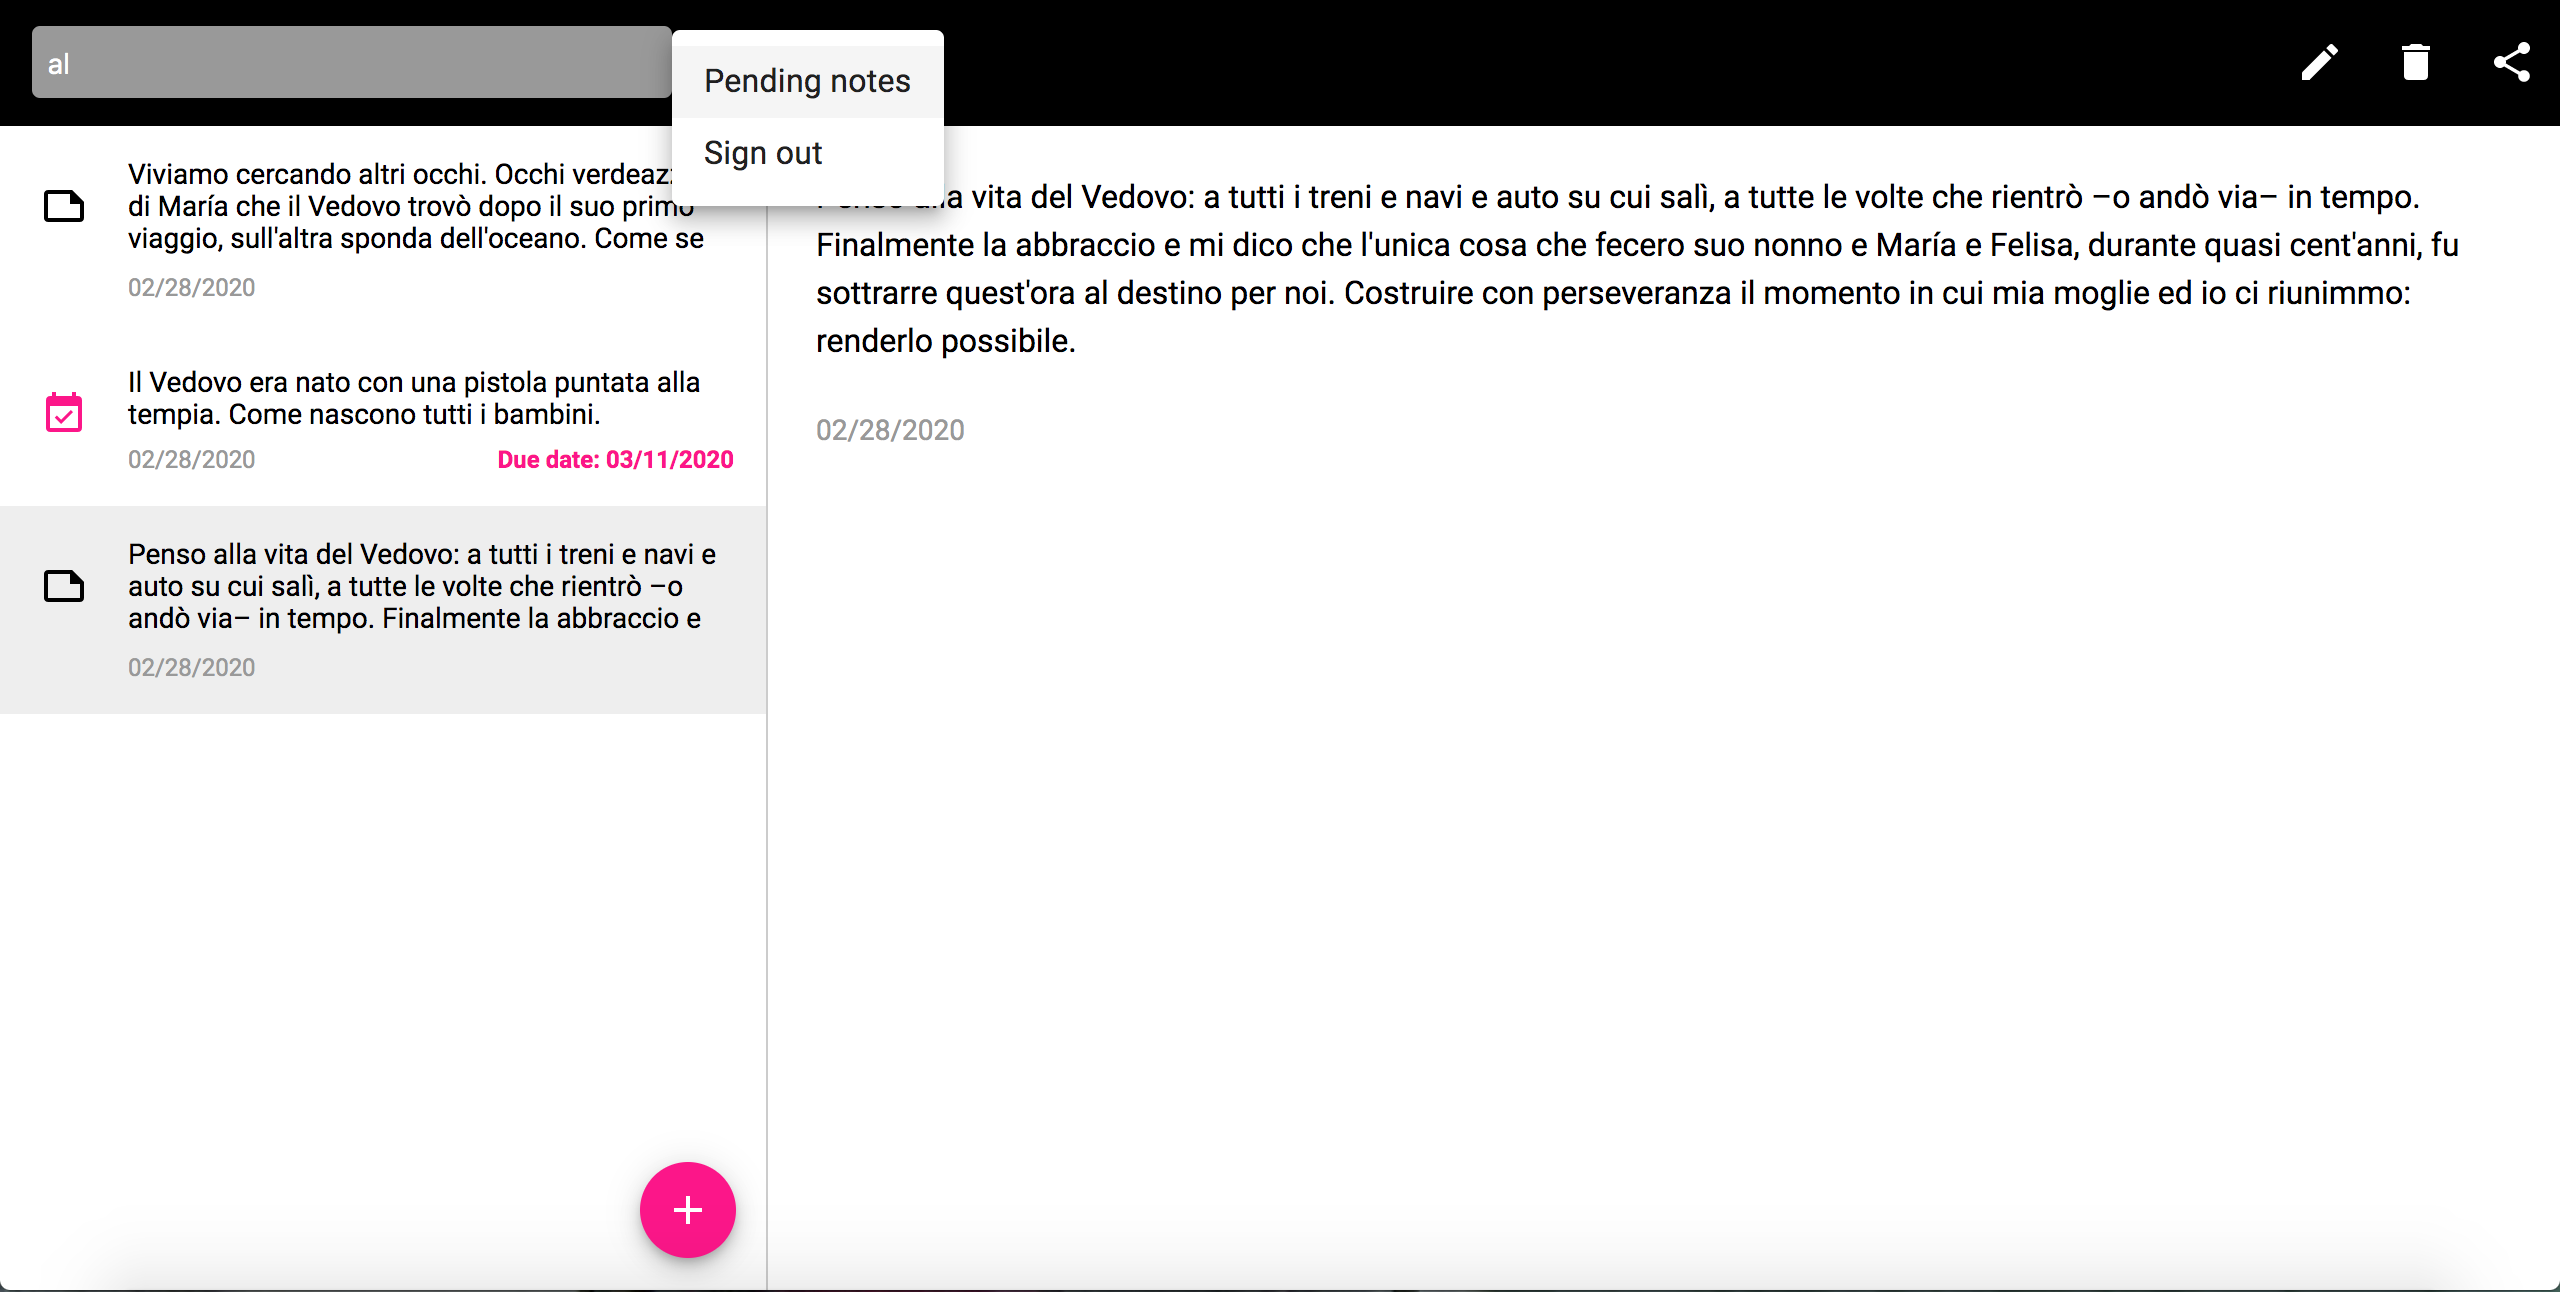 al
Pending notes
Sign out
Viviamo cercando altri occhi. Occhi
di María che il Vedovo trovò dopo il suo primo
viaggio, sull'altra sponda dell'oceano. Come se
02/28/2020
Il Vedovo era nato con una pistola puntata alla
tempia. Come nascono tutti i bambini.
02/28/2020 Due date: 03/11/2020
Penso alla vita del Vedovo: a tutti i treni e navi e
auto su cui salì, a tutte le volte che rientrò –o
andò via– in tempo. Finalmente la abbraccio e
02/28/2020
vita del Vedovo: a tutti i treni e navi e auto su cui salì, a tutte le volte che rientrò –o andò via– in tempo.
Finalmente la abbraccio e mi dico che l'unica cosa che fecero suo nonno e María e Felisa, durante quasi cent'anni, fu
sottrarre quest'ora al destino per noi. Costruire con perseveranza il momento in cui mia moglie ed io ci riunimmo:
renderlo possibile.
02/28/2020